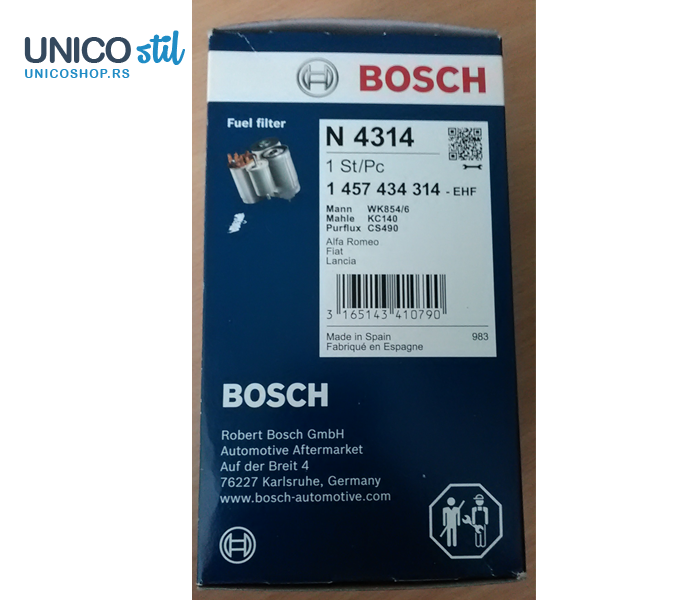 UNICO stil
UNICOSHOP.RS
BOSCH
Fuel filter
N 4314
1 St/Pc
1 457 434 314 - EHF
Mann WK854/6
Mahle KC140
Purflux CS490
Alfa Romeo
Fiat
Lancia
3 165143 410790
Made in Spain 983
Fabriqué en Espagne
BOSCH
Robert Bosch GmbH
Automotive Aftermarket
Auf der Breit 4
76227 Karlsruhe, Germany
www.bosch-automotive.com